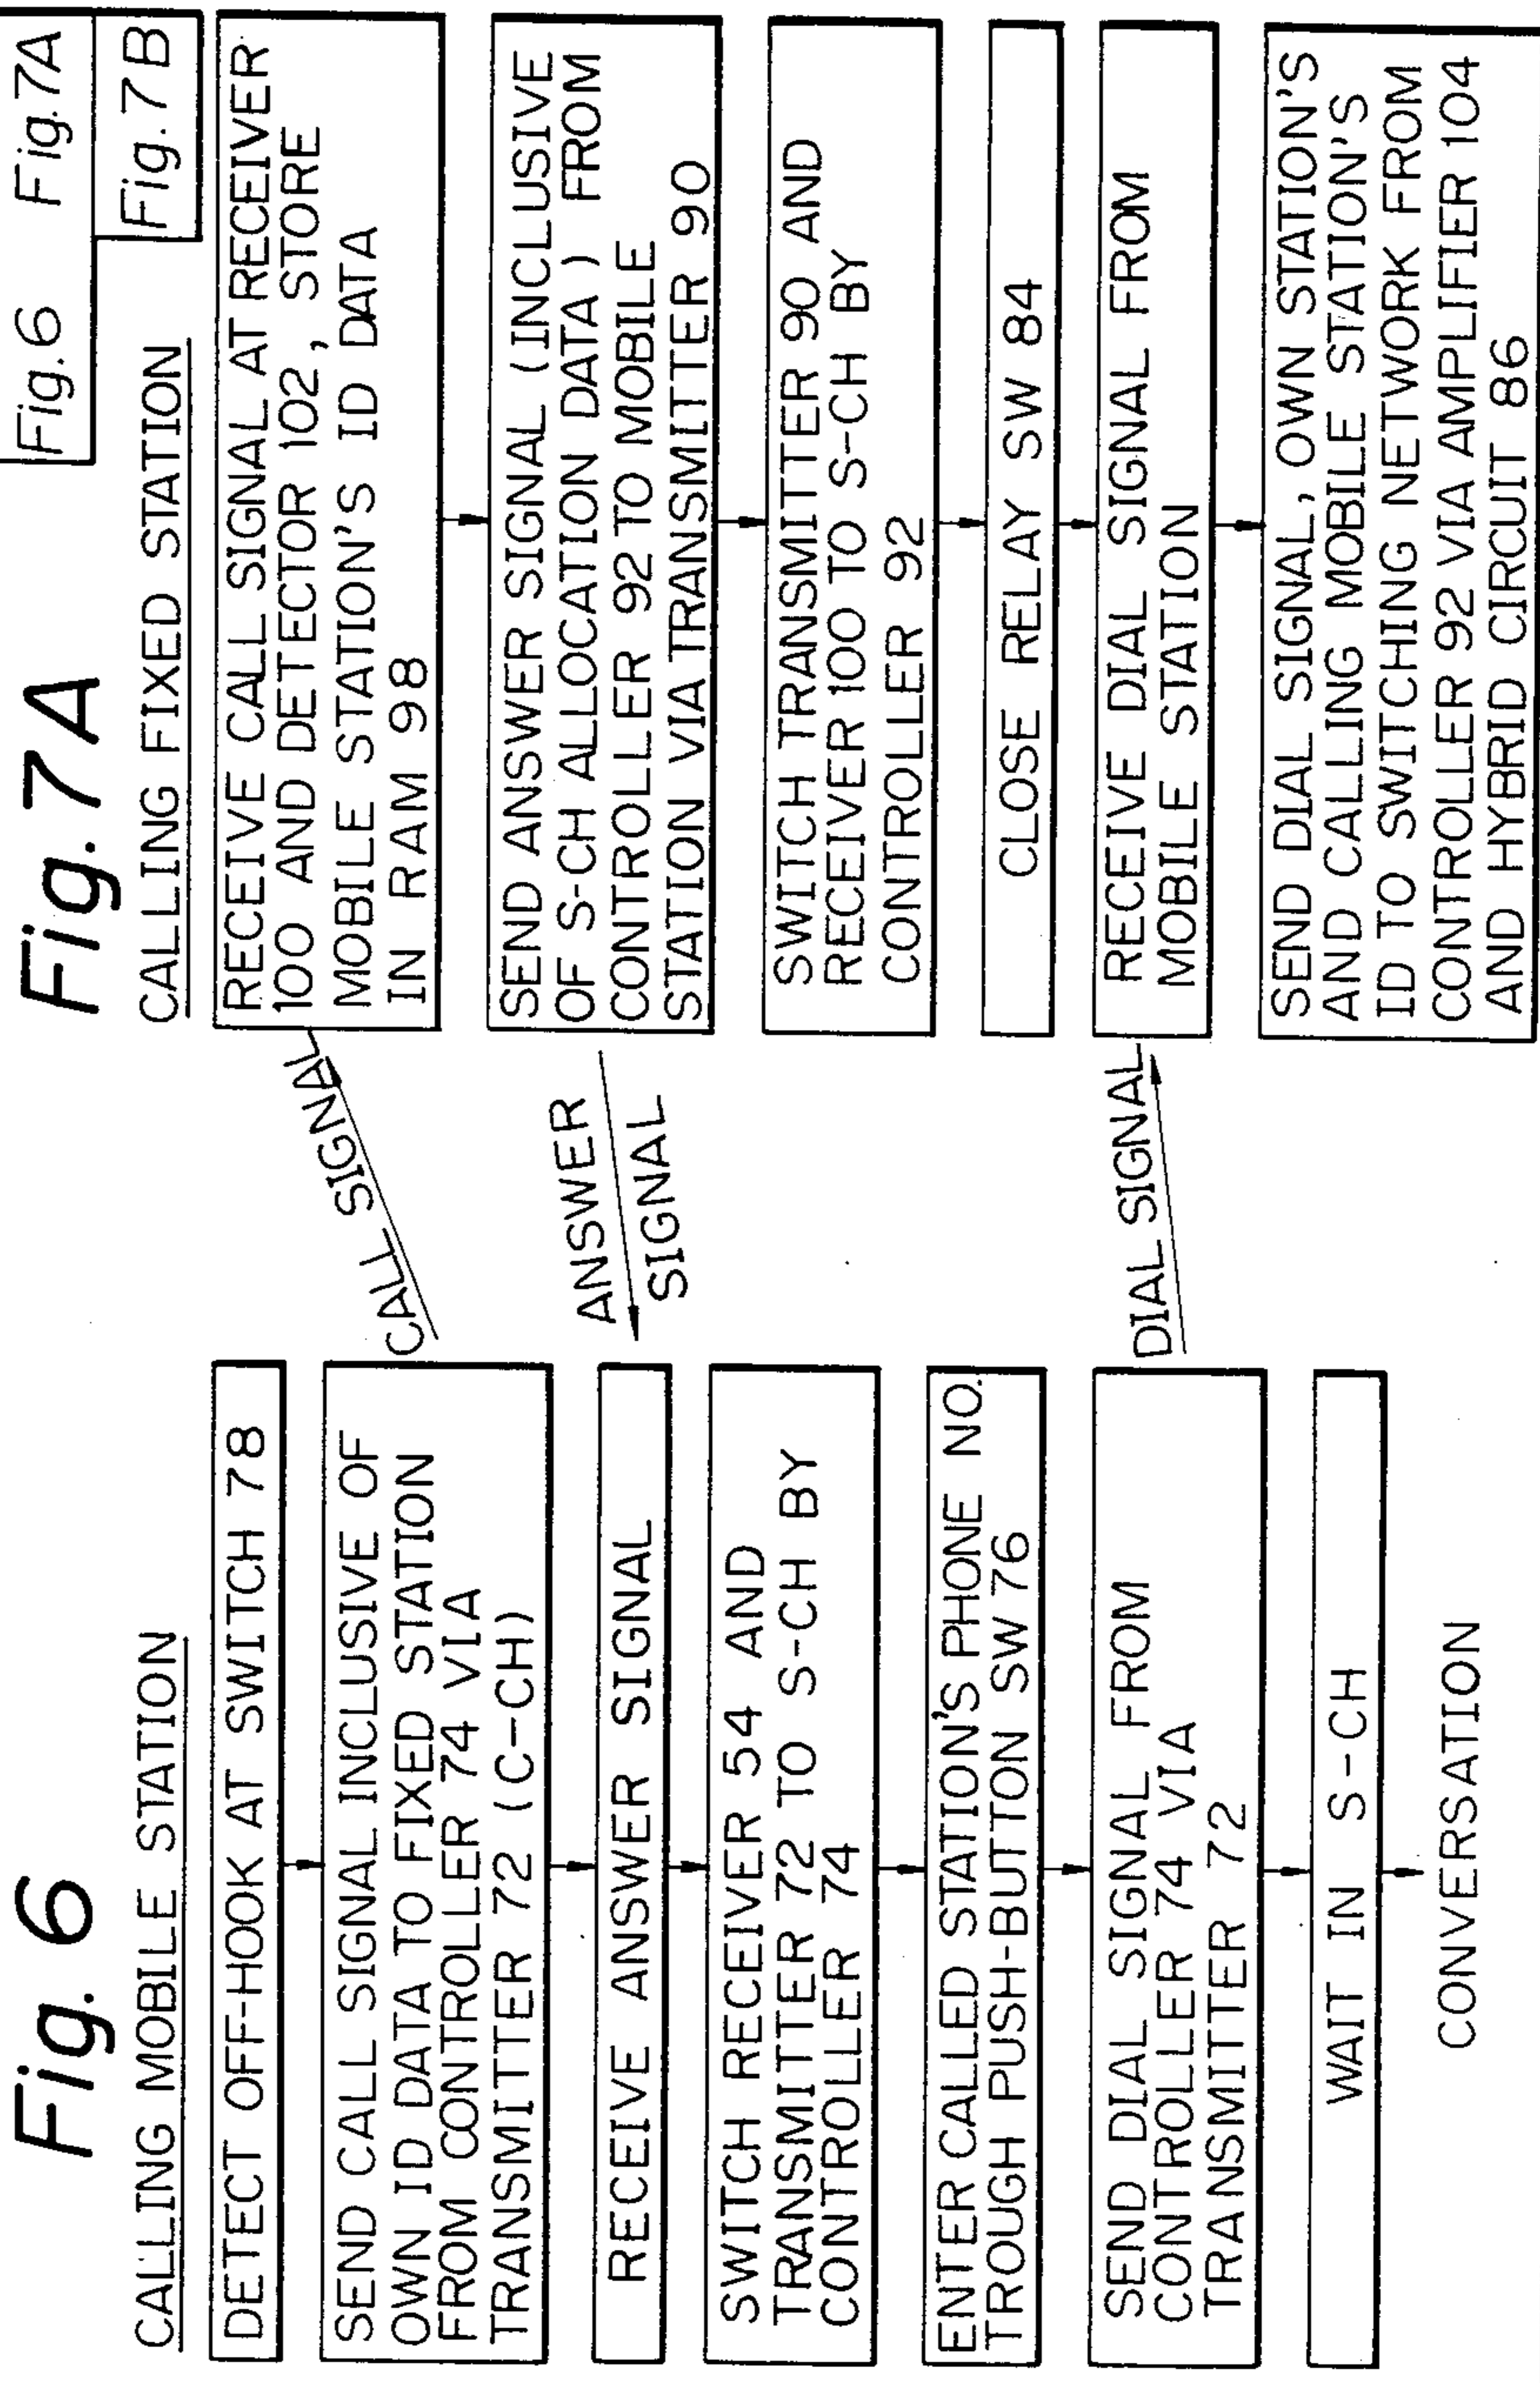 Fig. 6
CALLING MOBILE STATION
DETECT OFF-HOOK AT SWITCH 78
SEND CALL SIGNAL INCLUSIVE OF
OWN ID DATA TO FIXED STATION
FROM CONTROLLER 74 VIA
TRANSMITTER 72 (C-CH)
RECEIVE ANSWER SIGNAL
SWITCH RECEIVER 54 AND
TRANSMITTER 72 TO S-CH BY
CONTROLLER 74
ENTER CALLED STATION'S PHONE NO.
TROUGH PUSH-BUTTON SW 76
SEND DIAL SIGNAL FROM
CONTROLLER 74 VIA
TRANSMITTER 72
WAIT IN S-CH
CONVERSATION
CALL SIGNAL
ANSWER
SIGNAL
DIAL SIGNAL
Fig. 7A
Fig. 6 Fig. 7A
Fig. 7B
CALLING FIXED STATION
RECEIVE CALL SIGNAL AT RECEIVER
100 AND DETECTOR 102, STORE
MOBILE STATION'S ID DATA
IN RAM 98
SEND ANSWER SIGNAL (INCLUSIVE
OF S-CH ALLOCATION DATA) FROM
CONTROLLER 92 TO MOBILE
STATION VIA TRANSMITTER 90
SWITCH TRANSMITTER 90 AND
RECEIVER 100 TO S-CH BY
CONTROLLER 92
CLOSE RELAY SW 84
RECEIVE DIAL SIGNAL FROM
MOBILE STATION
SEND DIAL SIGNAL, OWN STATION'S
AND CALLING MOBILE STATION'S
ID TO SWITCHING NETWORK FROM
CONTROLLER 92 VIA AMPLIFIER 104
AND HYBRID CIRCUIT 86